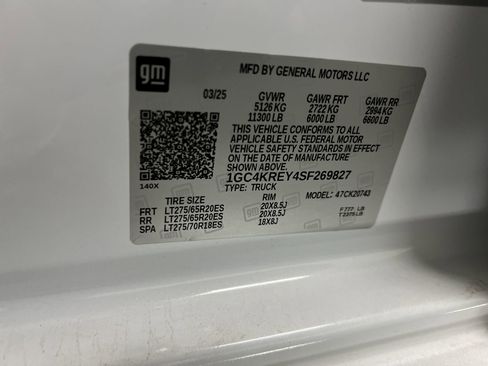 gm
MFD BY GENERAL MOTORS LLC
03/25 GVWR GAWR FRT GAWR RR
5126 KG 2722 KG 2994 KG
11300 LB 6000 LB 6600 LB
THIS VEHICLE CONFORMS TO ALL
APPLICABLE U.S. FEDERAL MOTOR
VEHICLE SAFETY STANDARDS IN EFFECT
ON THE DATE OF MANUFACTURE
SHOWN ABOVE.
1GC4KREY4SF269827
140X TYPE: TRUCK MODEL: 47CK20743
TIRE SIZE RIM
FRT LT275/65R20ES 20X8.5J
RR LT275/65R20ES 20X8.5J
SPA LT275/70R18ES 18X8J